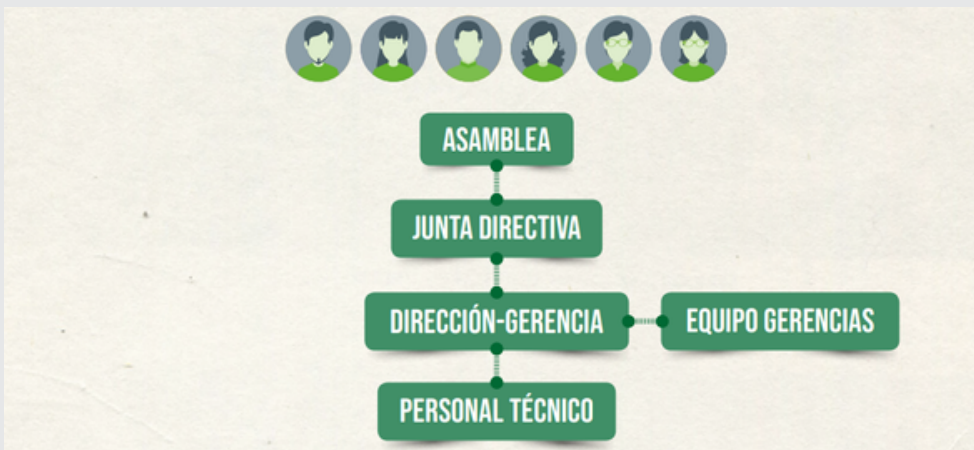 ASAMBLEA
JUNTA DIRECTIVA
DIRECCIÓN-GERENCIA
EQUIPO GERENCIAS
PERSONAL TÉCNICO